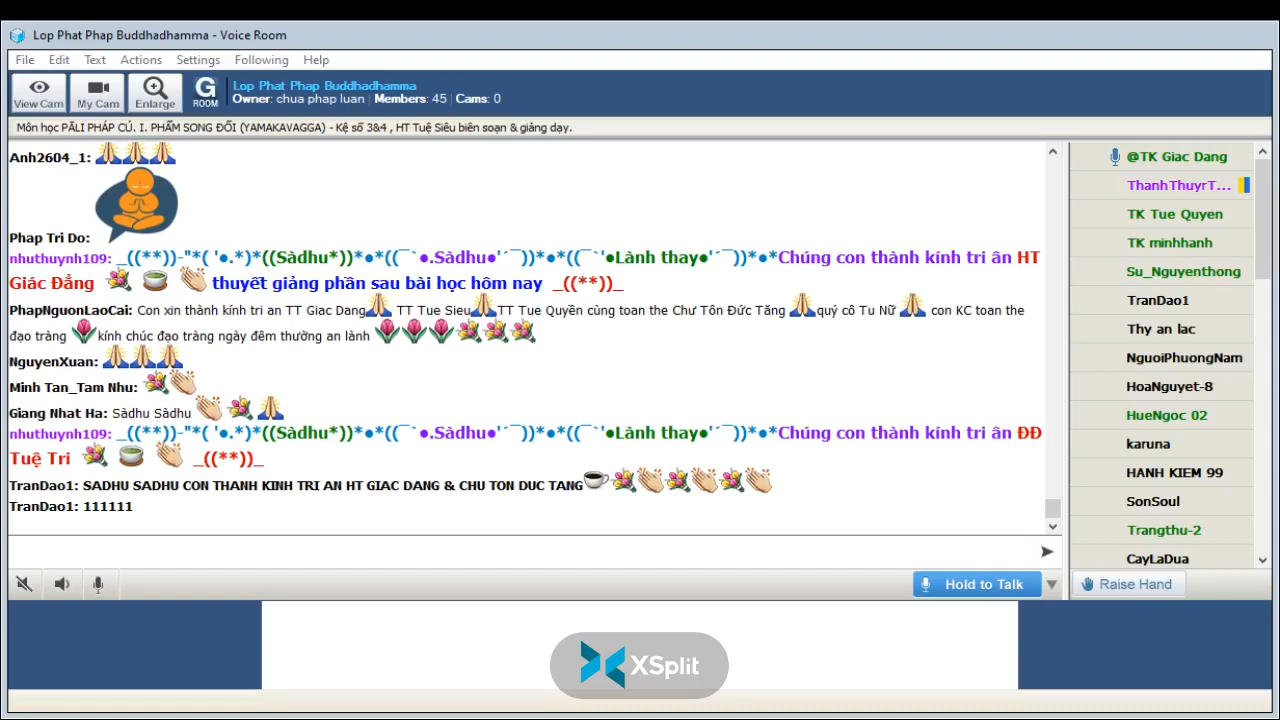 Lop Phat Phap Buddhadhamma - Voice Room
File Edit Text Actions Settings Following Help
View Cam My Cam Enlarge G ROOM
Lop Phat Phap Buddhadhamma
Owner: chua phap luan | Members: 45 | Cams: 0
Môn học PĀLI PHÁP CÚ. I. PHẨM SONG ĐỐI (YAMAKAVAGGA) - Kệ số 3&4 , HT Tuệ Siêu biên soạn & giảng dạy.
Anh2604_1:
Phap Tri Do:
nhuthuynh109: _((**))-"*( '●.*)*((Sàdhu*))*●*((¯`●.Sàdhu●'´¯))*●*((¯`'●Lành thay●'´¯))*●*Chúng con thành kính tri ân HT
Giác Đẳng thuyết giảng phần sau bài học hôm nay _((**))_
PhapNguonLaoCai: Con xin thành kính tri an TT Giac Dang TT Tue Sieu TT Tue Quyền cùng toan the Chư Tôn Đức Tăng quý cô Tu Nữ con KC toan the
đạo tràng kính chúc đạo tràng ngày đêm thường an lành
NguyenXuan:
Minh Tan_Tam Nhu:
Giang Nhat Ha: Sàdhu Sàdhu
nhuthuynh109: _((**))-"*( '●.*)*((Sàdhu*))*●*((¯`●.Sàdhu●'´¯))*●*((¯`'●Lành thay●'´¯))*●*Chúng con thành kính tri ân ĐĐ
Tuệ Tri _((**))_
TranDao1: SADHU SADHU CON THANH KINH TRI AN HT GIAC DANG & CHU TON DUC TANG
TranDao1: 111111
@TK Giac Dang
ThanhThuyrT...
TK Tue Quyen
TK minhhanh
Su_Nguyenthong
TranDao1
Thy an lac
NguoiPhuongNam
HoaNguyet-8
HueNgoc 02
karuna
HANH KIEM 99
SonSoul
Trangthu-2
CayLaDua
Hold to Talk
Raise Hand
XSplit